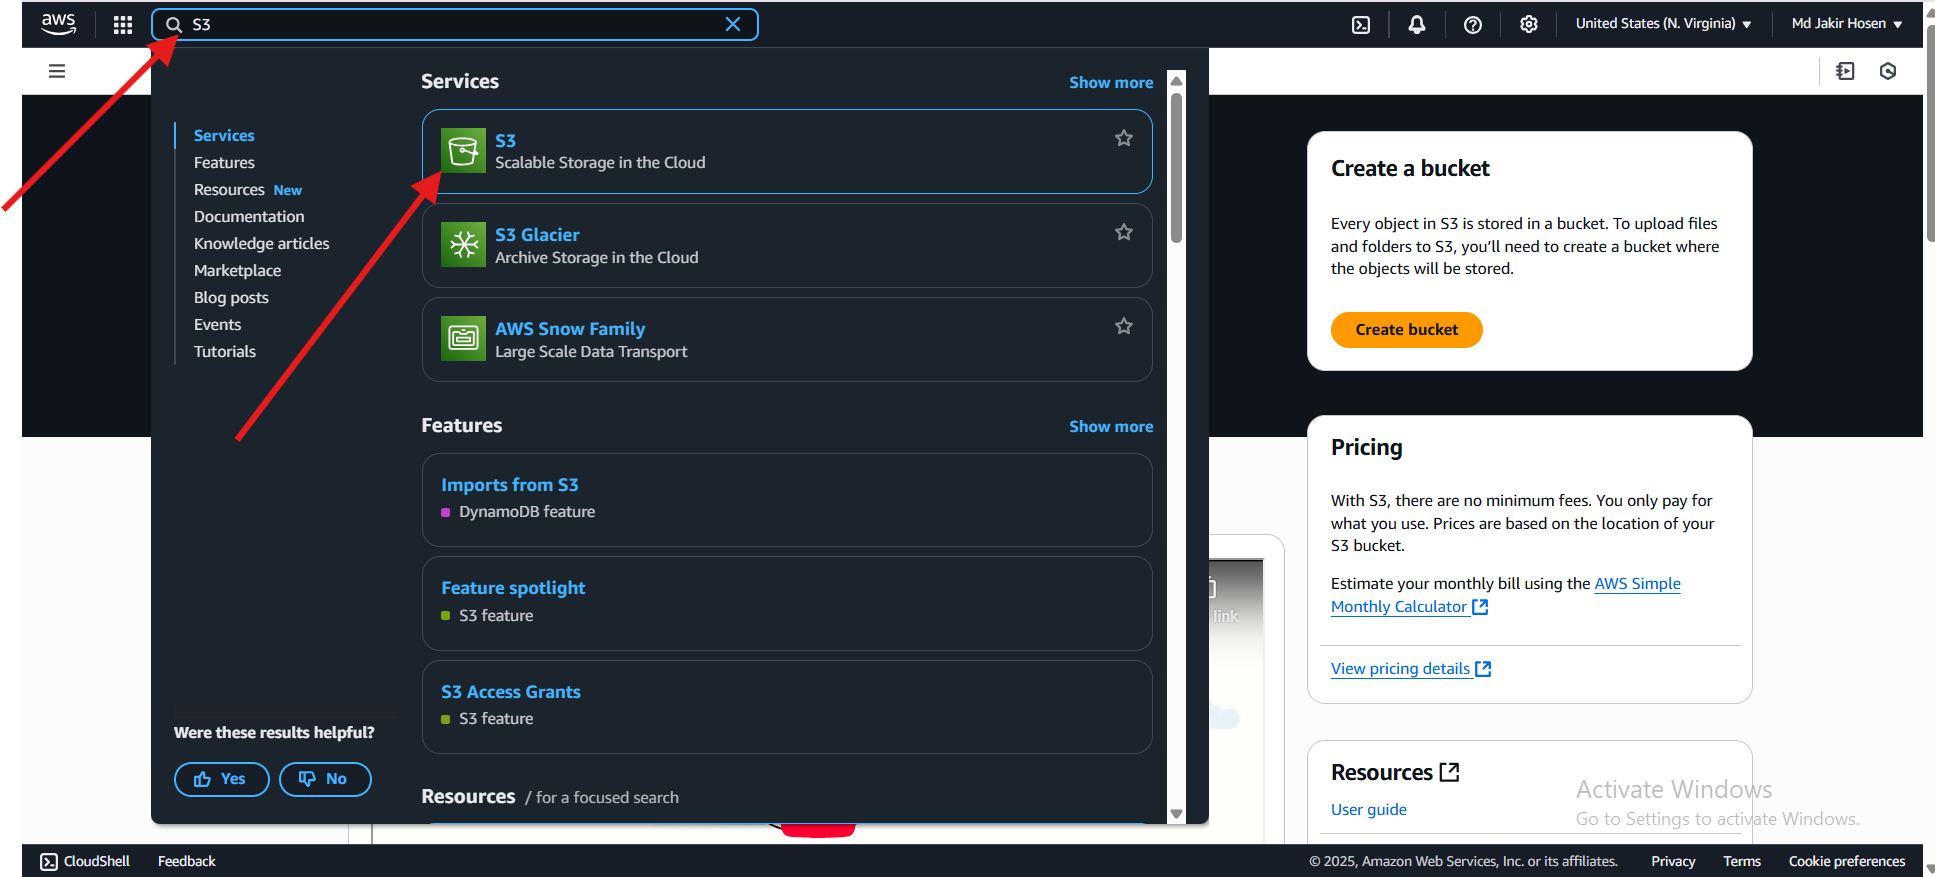 aws
S3
United States (N. Virginia)
Md Jakir Hosen
Services
Features
Resources New
Documentation
Knowledge articles
Marketplace
Blog posts
Events
Tutorials
Were these results helpful?
Yes
No
Services
Show more
S3
Scalable Storage in the Cloud
S3 Glacier
Archive Storage in the Cloud
AWS Snow Family
Large Scale Data Transport
Features
Show more
Imports from S3
DynamoDB feature
Feature spotlight
S3 feature
S3 Access Grants
S3 feature
Resources / for a focused search
link
Create a bucket
Every object in S3 is stored in a bucket. To upload files
and folders to S3, you’ll need to create a bucket where
the objects will be stored.
Create bucket
Pricing
With S3, there are no minimum fees. You only pay for
what you use. Prices are based on the location of your
S3 bucket.
Estimate your monthly bill using the AWS Simple
Monthly Calculator
View pricing details
Resources
User guide
Activate Windows
Go to Settings to activate Windows.
CloudShell
Feedback
© 2025, Amazon Web Services, Inc. or its affiliates.
Privacy
Terms
Cookie preferences